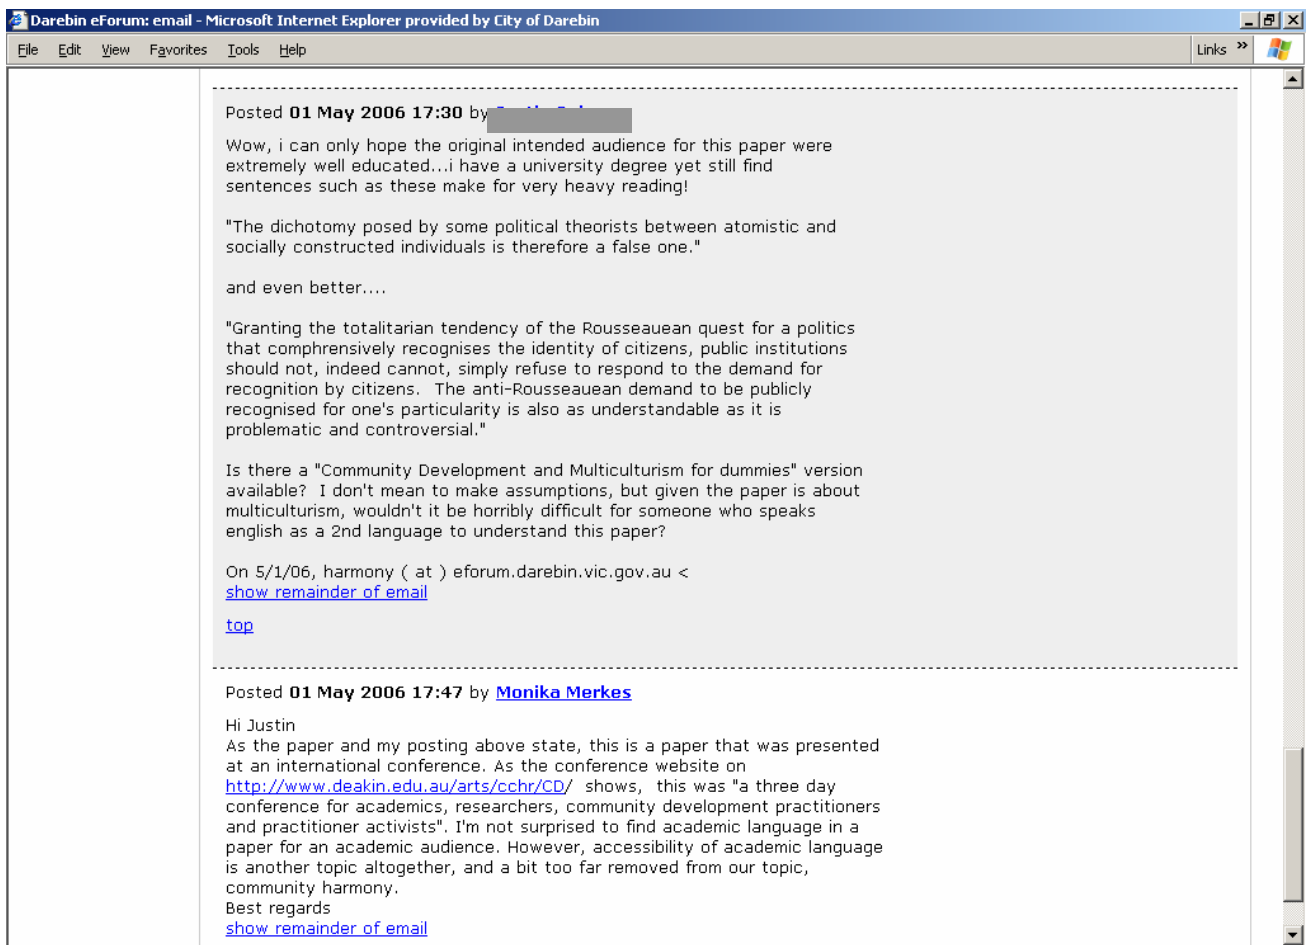 Darebin eForum: email - Microsoft Internet Explorer provided by City of Darebin
File Edit View Favorites Tools Help
Links »
Posted 01 May 2006 17:30 by
Wow, i can only hope the original intended audience for this paper were
extremely well educated...i have a university degree yet still find
sentences such as these make for very heavy reading!
"The dichotomy posed by some political theorists between atomistic and
socially constructed individuals is therefore a false one."
and even better....
"Granting the totalitarian tendency of the Rousseauean quest for a politics
that comphrensively recognises the identity of citizens, public institutions
should not, indeed cannot, simply refuse to respond to the demand for
recognition by citizens.  The anti-Rousseauean demand to be publicly
recognised for one's particularity is also as understandable as it is
problematic and controversial."
Is there a "Community Development and Multiculturism for dummies" version
available?  I don't mean to make assumptions, but given the paper is about
multiculturism, wouldn't it be horribly difficult for someone who speaks
english as a 2nd language to understand this paper?
On 5/1/06, harmony ( at ) eforum.darebin.vic.gov.au <
show remainder of email
top
Posted 01 May 2006 17:47 by Monika Merkes
Hi Justin
As the paper and my posting above state, this is a paper that was presented
at an international conference. As the conference website on
http://www.deakin.edu.au/arts/cchr/CD/  shows,  this was "a three day
conference for academics, researchers, community development practitioners
and practitioner activists". I'm not surprised to find academic language in a
paper for an academic audience. However, accessibility of academic language
is another topic altogether, and a bit too far removed from our topic,
community harmony.
Best regards
show remainder of email